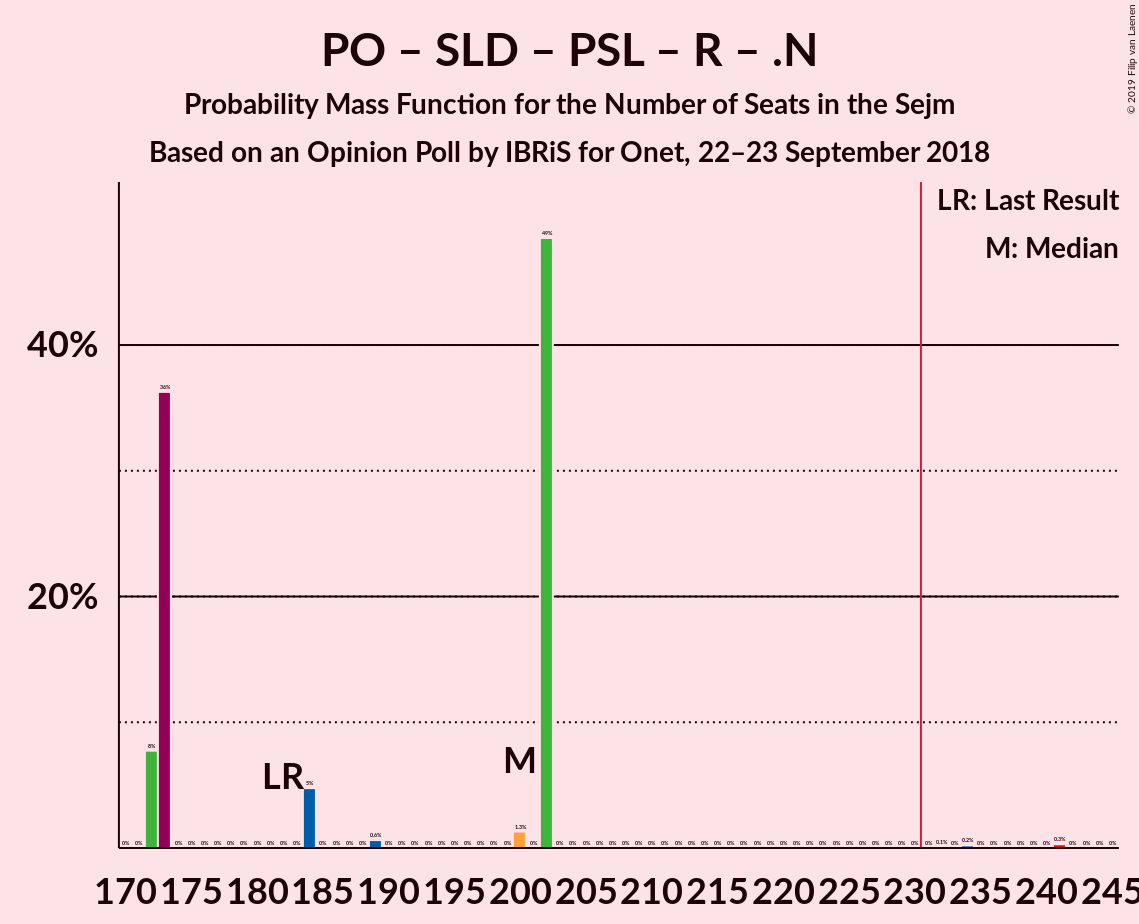 PO – SLD – PSL – R – .N
Probability Mass Function for the Number of Seats in the Sejm
Based on an Opinion Poll by IBRiS for Onet, 22–23 September 2018
© 2019 Filip van Laenen
LR: Last Result
M: Median
49%
40%
36%
20%
8%
M
LR
5%
1.3%
0.6%
0.3%
0.2%
0.1%
170 175 180 185 190 195 200 205 210 215 220 225 230 235 240 245